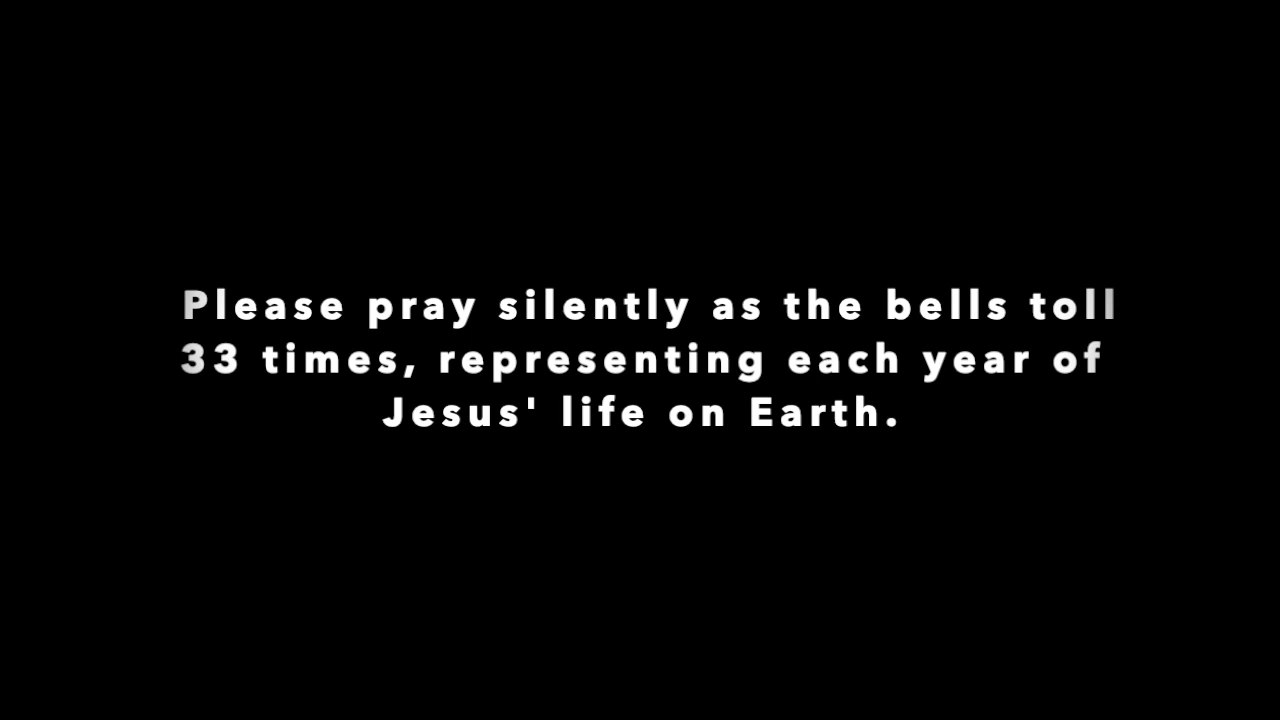 Please pray silently as the bells toll
33 times, representing each year of
Jesus' life on Earth.